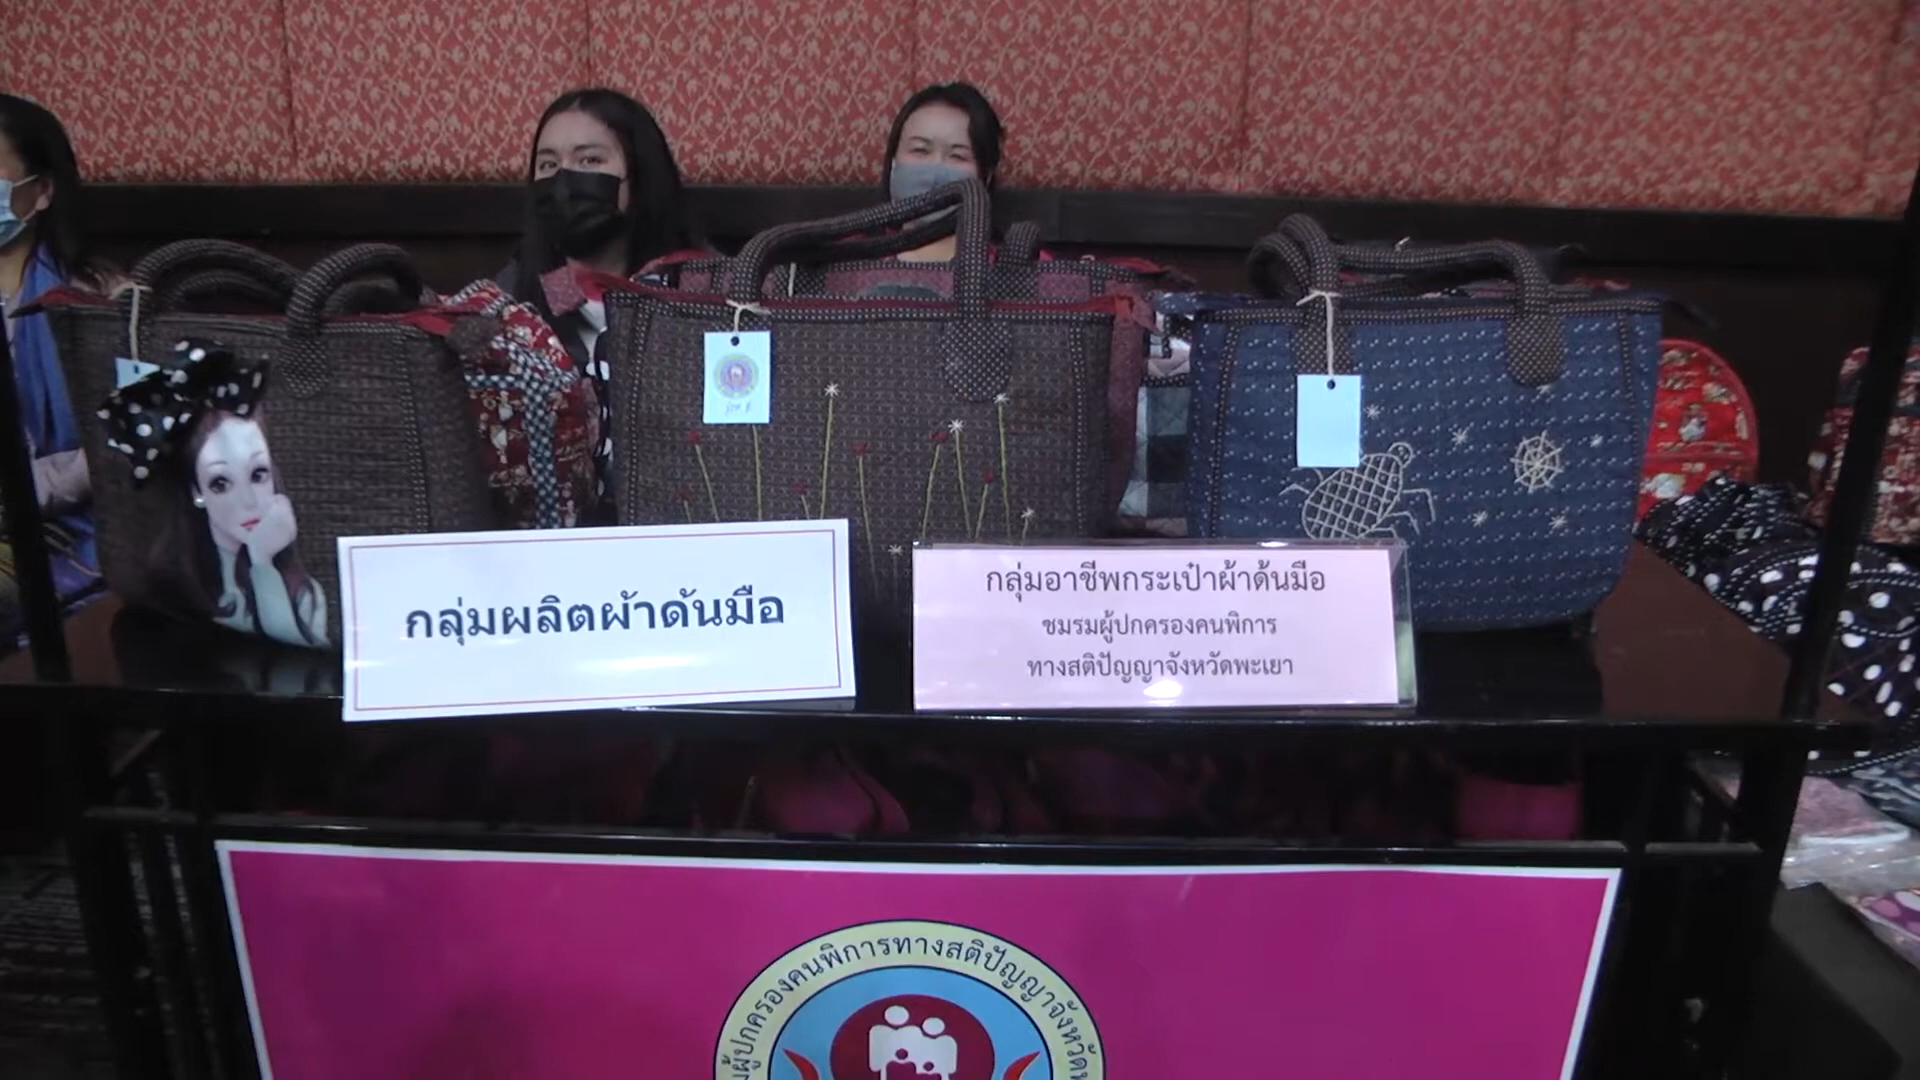 กลุ่มผลิตผ้าด้นมือ
กลุ่มอาชีพกระเป๋าผ้าด้นมือ
ชมรมผู้ปกครองคนพิการ
ทางสติปัญญาจังหวัดพะเยา
ผู้ปกครองคนพิการทางสติปัญญาจังหวัด